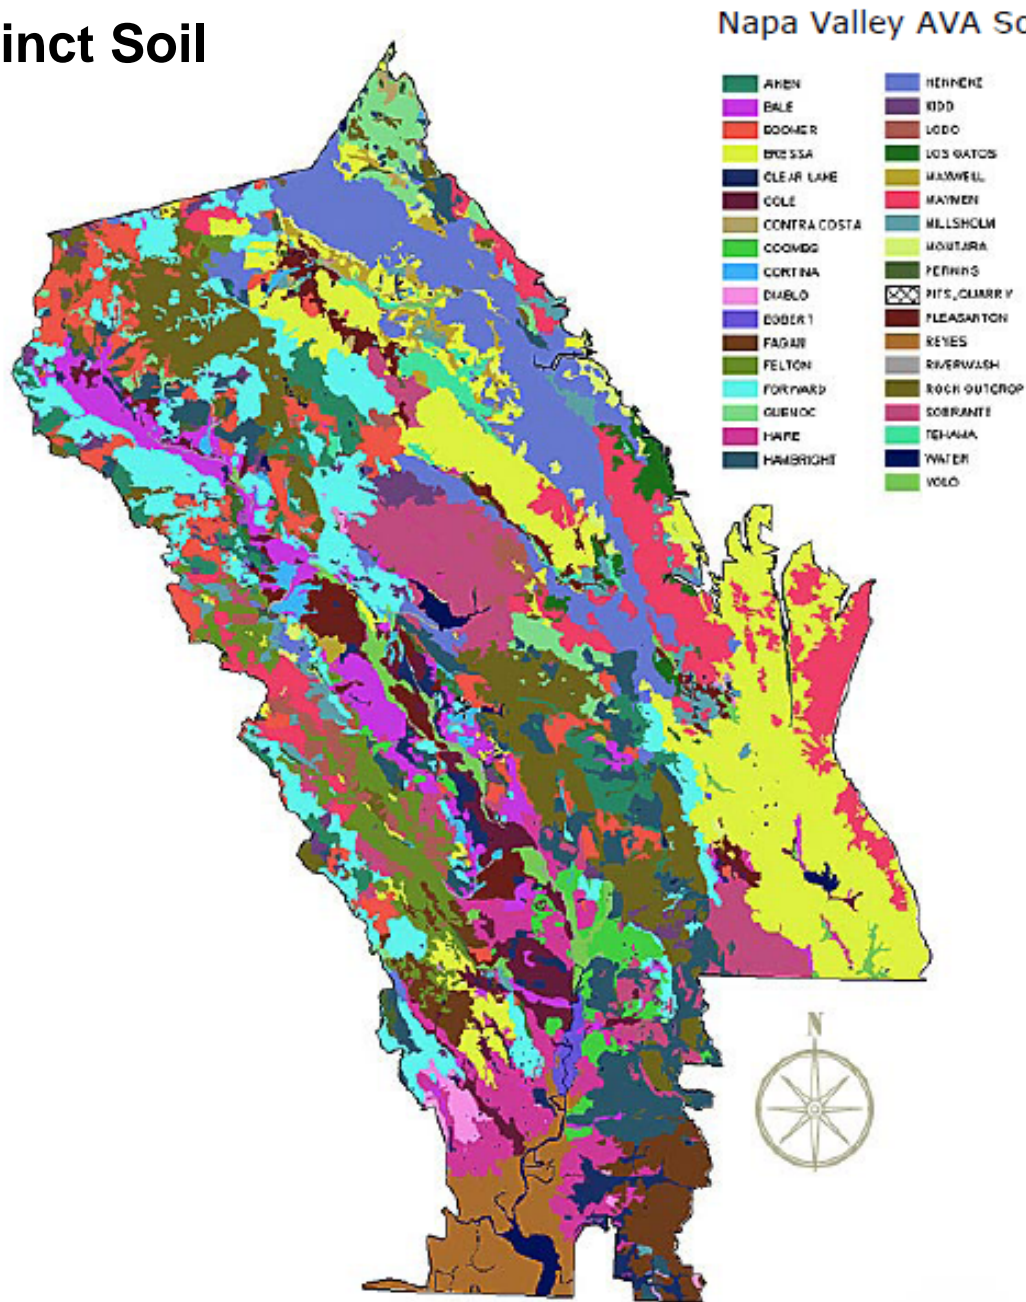 inct Soil
Napa Valley AVA So
AIKEN
BALE
BOOMER
BRESSA
CLEAR LAKE
COLE
CONTRA COSTA
COOMBS
CORTINA
DIABLO
EGBERT
FAGAN
FELTON
FORWARD
GUENOC
HAIRE
HAMBRIGHT
HENNEKE
KIDD
LODO
LOS GATOS
MAXWELL
MAYMEN
MILLSHOLM
MONTARA
PERKINS
PITS, QUARRY
PLEASANTON
REYES
RIVERWASH
ROCK OUTCROP
SOBRANTE
TEHAMA
WATER
YOLO
N